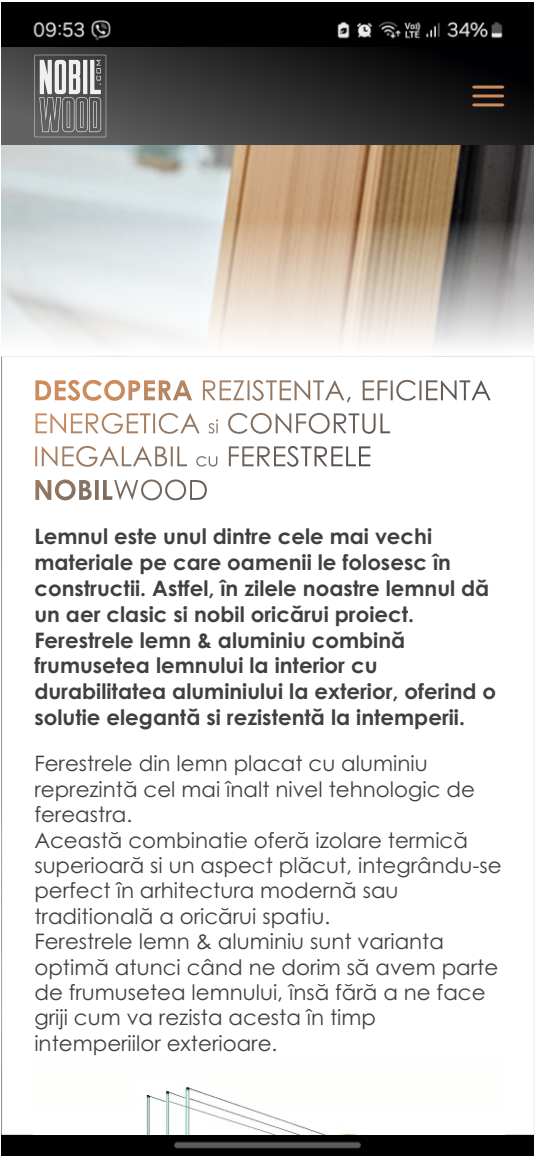 09:53
Vo))
LTE
34%
NOBIL
.COM
WOOD
DESCOPERA REZISTENTA, EFICIENTA
ENERGETICA si CONFORTUL
INEGALABIL cu FERESTRELE
NOBILWOOD
Lemnul este unul dintre cele mai vechi
materiale pe care oamenii le folosesc în
constructii. Astfel, în zilele noastre lemnul dă
un aer clasic si nobil oricărui proiect.
Ferestrele lemn & aluminiu combină
frumusetea lemnului la interior cu
durabilitatea aluminiului la exterior, oferind o
solutie elegantă si rezistentă la intemperii.
Ferestrele din lemn placat cu aluminiu
reprezintă cel mai înalt nivel tehnologic de
fereastra.
Această combinatie oferă izolare termică
superioară si un aspect plăcut, integrându-se
perfect în arhitectura modernă sau
traditională a oricărui spatiu.
Ferestrele lemn & aluminiu sunt varianta
optimă atunci când ne dorim să avem parte
de frumusetea lemnului, însă fără a ne face
griji cum va rezista acesta în timp
intemperiilor exterioare.